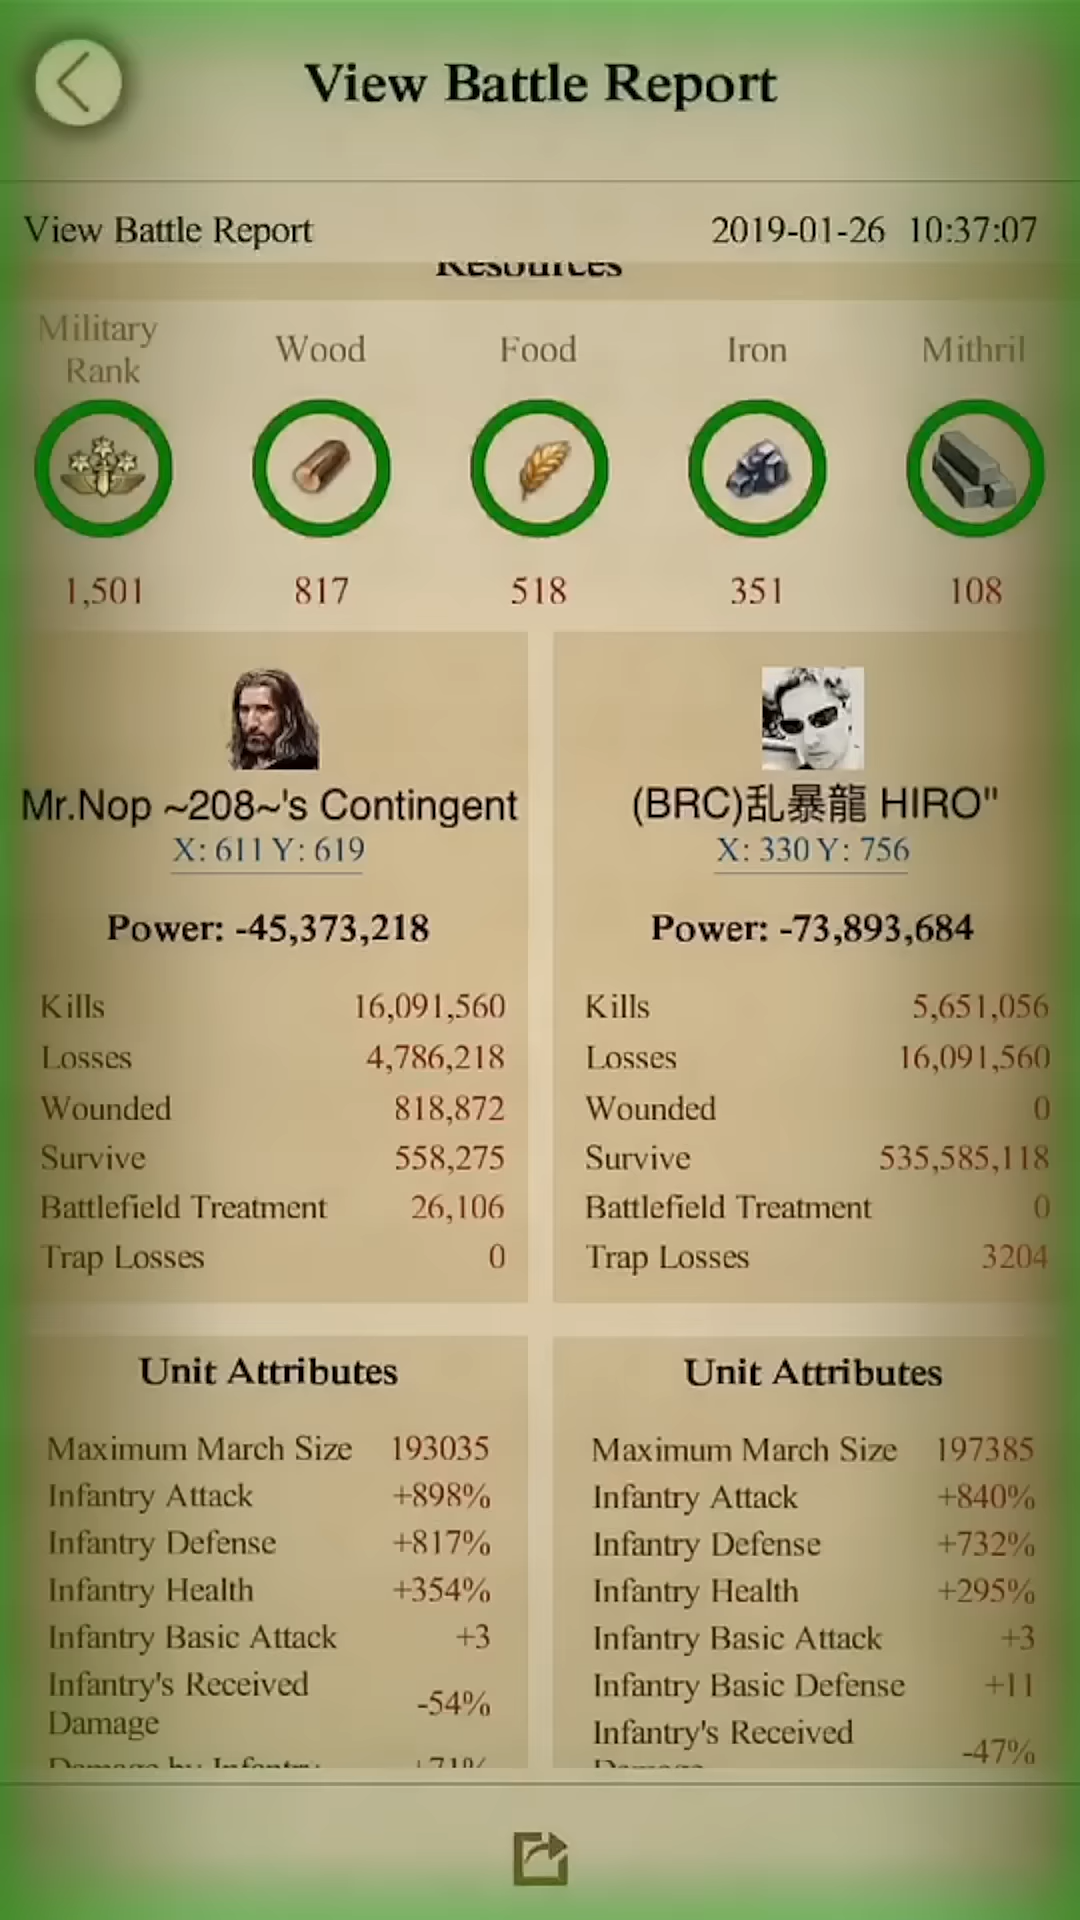 View Battle Report
View Battle Report 2019-01-26 10:37:07
Resources
Military Rank Wood Food Iron Mithril
1,501 817 518 351 108
Mr.Nop ~208~'s Contingent
X: 611 Y: 619
Power: -45,373,218
Kills 16,091,560
Losses 4,786,218
Wounded 818,872
Survive 558,275
Battlefield Treatment 26,106
Trap Losses 0
(BRC)乱暴龍 HIRO"
X: 330 Y: 756
Power: -73,893,684
Kills 5,651,056
Losses 16,091,560
Wounded 0
Survive 535,585,118
Battlefield Treatment 0
Trap Losses 3204
Unit Attributes
Maximum March Size 193035
Infantry Attack +898%
Infantry Defense +817%
Infantry Health +354%
Infantry Basic Attack +3
Infantry's Received
Damage -54%
Damage by Infantry +71%
Unit Attributes
Maximum March Size 197385
Infantry Attack +840%
Infantry Defense +732%
Infantry Health +295%
Infantry Basic Attack +3
Infantry Basic Defense +11
Infantry's Received
Damage -47%